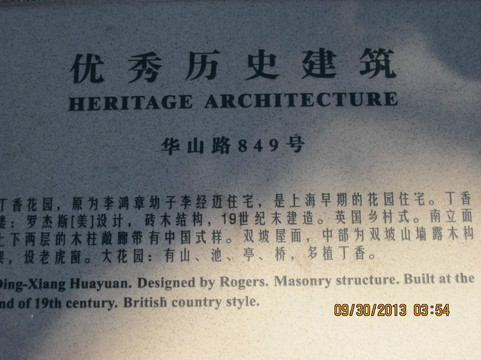 优秀历史建筑
HERITAGE ARCHITECTURE
华山路849号
丁香花园，原为李鸿章幼子李经迈住宅，是上海早期的花园住宅。丁香
楼：罗杰斯[美]设计，砖木结构，19世纪末建造。英国乡村式。南立面
上下两层的木柱敞廊带有中国式样。双坡屋面，中部为双坡山墙露木构
，设老虎窗。大花园：有山、池、亭、桥，多植丁香。
Ding-Xiang Huayuan. Designed by Rogers. Masonry structure. Built at the
end of 19th century. British country style.
09/30/2013 03:54